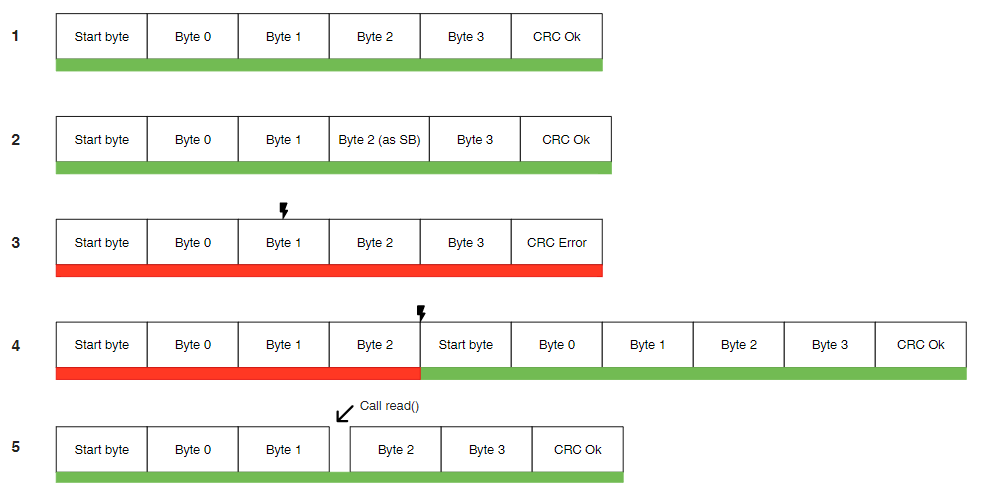 1 Start byte Byte 0 Byte 1 Byte 2 Byte 3 CRC Ok
2 Start byte Byte 0 Byte 1 Byte 2 (as SB) Byte 3 CRC Ok
3 Start byte Byte 0 Byte 1 Byte 2 Byte 3 CRC Error
4 Start byte Byte 0 Byte 1 Byte 2 Start byte Byte 0 Byte 1 Byte 2 Byte 3 CRC Ok
Call read()
5 Start byte Byte 0 Byte 1 Byte 2 Byte 3 CRC Ok